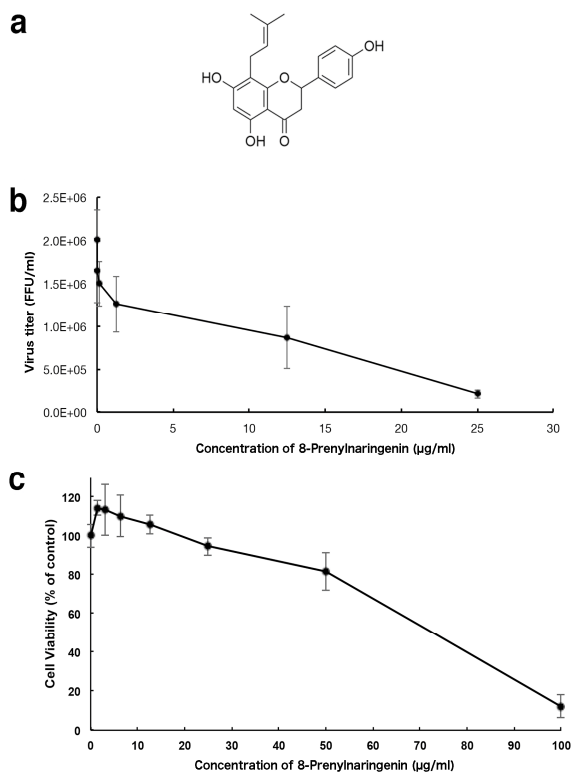 a
OH
HO
O
OH
O
b
2.5E+06
2.0E+06
1.5E+06
1.0E+06
5.0E+05
0.0E+00
Virus titer (FFU/ml)
0 5 10 15 20 25 30
Concentration of 8-Prenylnaringenin (µg/ml)
c
120
100
80
60
40
20
0
Cell Viability (% of control)
0 10 20 30 40 50 60 70 80 90 100
Concentration of 8-Prenylnaringenin (µg/ml)